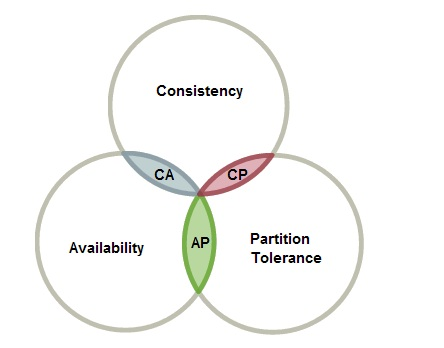 Consistency
CA
CP
Availability
AP
Partition
Tolerance